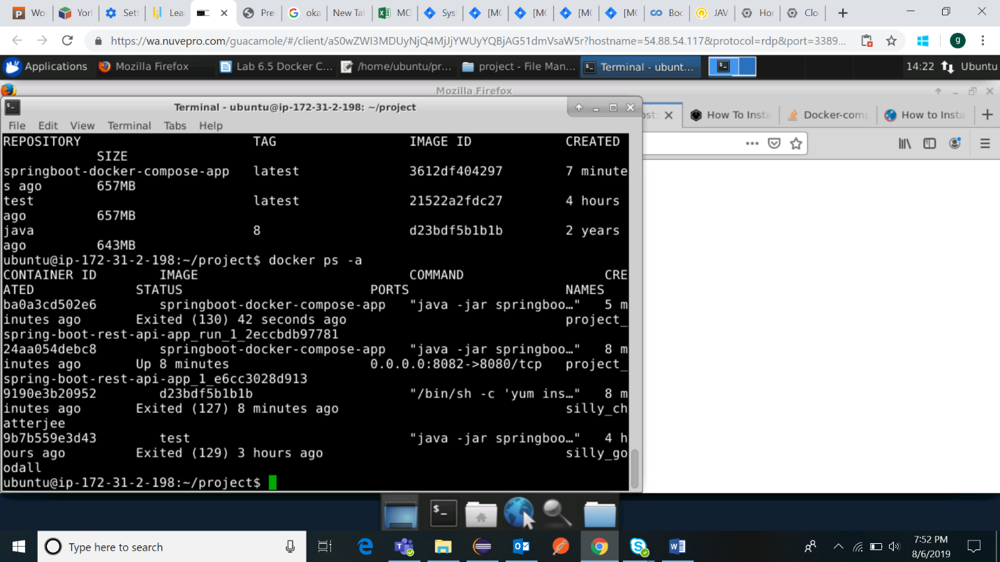 Wo
York
Sett
Lea
Pre
oka
New Tab
MC
Sys
[MC
[MC
[MC
[MC
Boo
JAV
Ho
Clo
https://wa.nuvepro.com/guacamole/#/client/aS0wZWI3MDUyNjQ4MjJjYWUyYQBjAG51dmVsaW5r?hostname=54.88.54.117&protocol=rdp&port=3389...
g
Applications
Mozilla Firefox
Lab 6.5 Docker C...
/home/ubuntu/pr...
project - File Man...
Terminal - ubunt...
14:22
Ubuntu
Mozilla Firefox
Terminal - ubuntu@ip-172-31-2-198: ~/project
ost:
How To Insta
Docker-comp
How to Insta
File Edit View Terminal Tabs Help
REPOSITORY TAG IMAGE ID CREATED
SIZE
springboot-docker-compose-app latest 3612df404297 7 minute
s ago 657MB
test latest 21522a2fdc27 4 hours
ago 657MB
java 8 d23bdf5b1b1b 2 years
ago 643MB
ubuntu@ip-172-31-2-198:~/project$ docker ps -a
CONTAINER ID IMAGE COMMAND CRE
ATED STATUS PORTS NAMES
ba0a3cd502e6 springboot-docker-compose-app "java -jar springboo…" 5 m
inutes ago Exited (130) 42 seconds ago project_
spring-boot-rest-api-app_run_1_2eccbdb97781
24aa054debc8 springboot-docker-compose-app "java -jar springboo…" 8 m
inutes ago Up 8 minutes 0.0.0.0:8082->8080/tcp project_
spring-boot-rest-api-app_1_e6cc3028d913
9190e3b20952 d23bdf5b1b1b "/bin/sh -c 'yum ins…" 8 m
inutes ago Exited (127) 8 minutes ago silly_ch
atterjee
9b7b559e3d43 test "java -jar springboo…" 4 h
ours ago Exited (129) 3 hours ago silly_go
odall
ubuntu@ip-172-31-2-198:~/project$
Type here to search
7:52 PM
8/6/2019